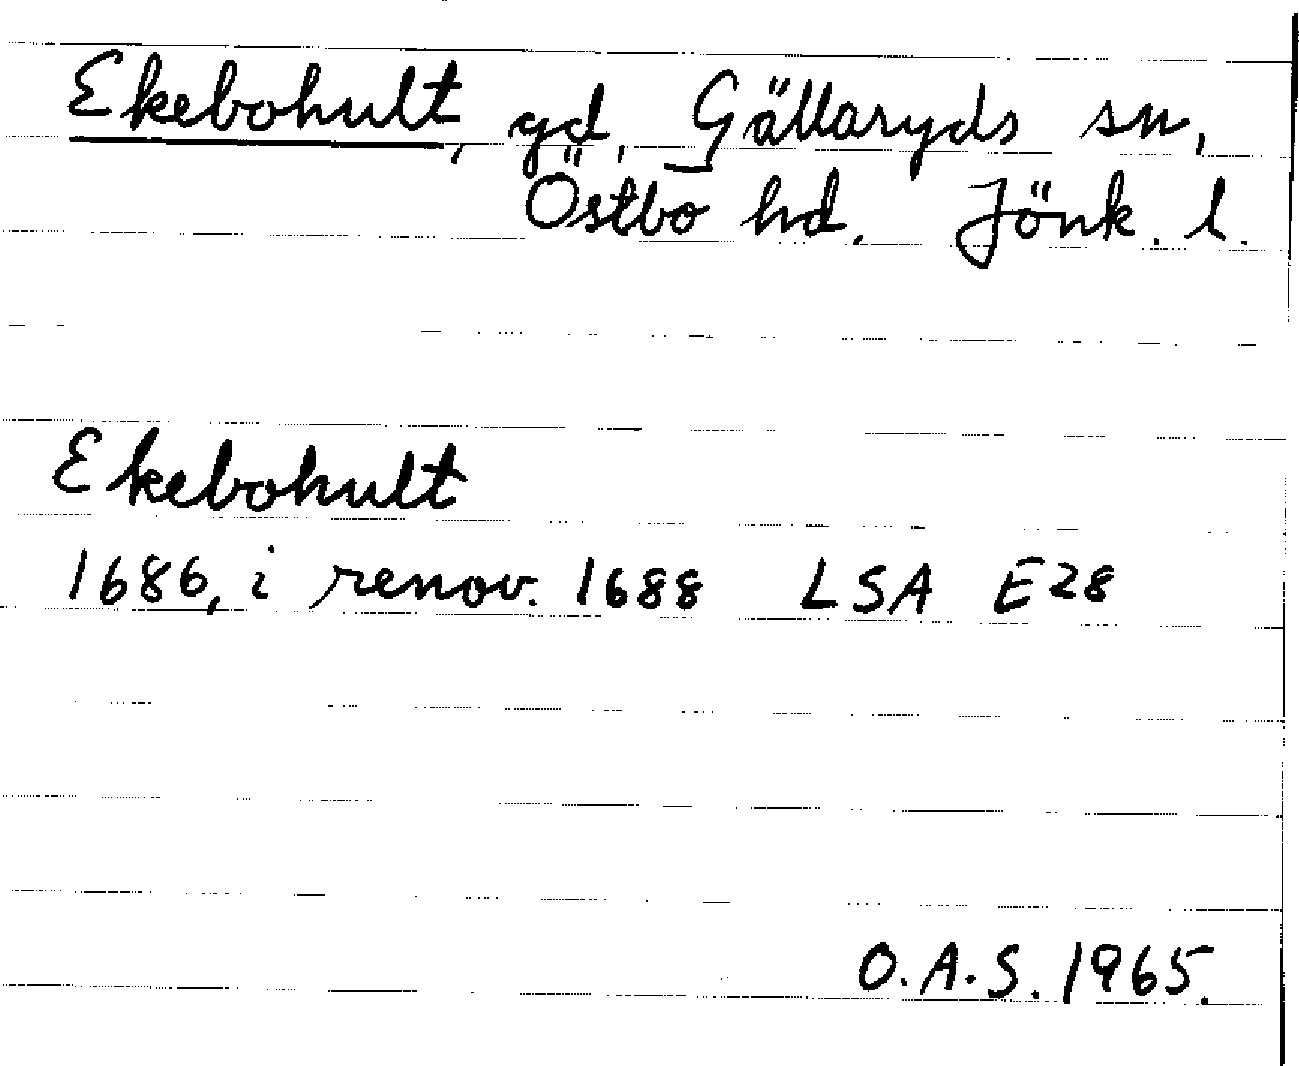 Ekebohult, gd, Gällaryds sn,
Östbo hd. Jönk. l.
Ekebohult
1686, i renov. 1688 LSA E28
O.A.S. 1965.